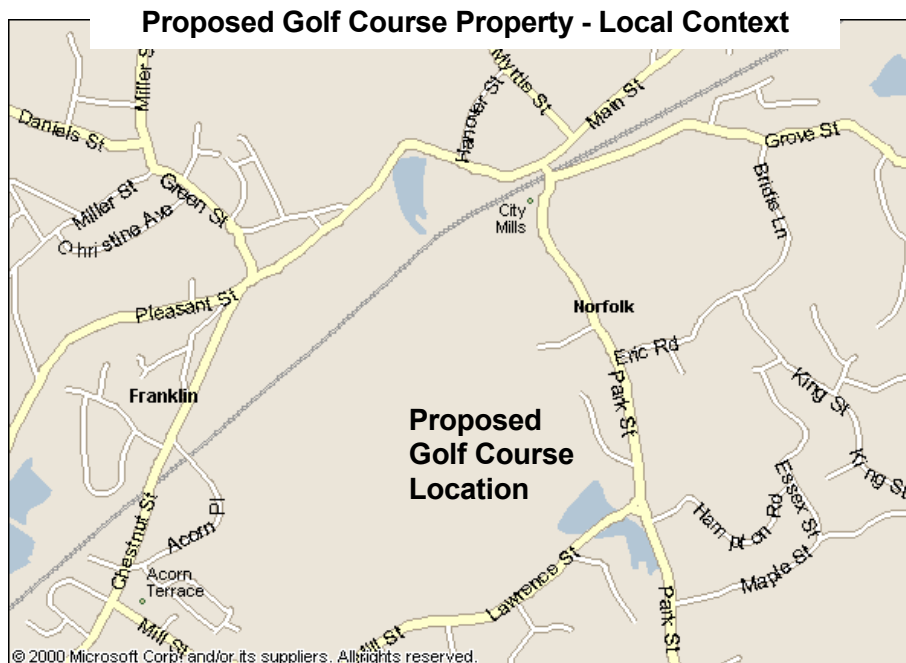 Proposed Golf Course Property - Local Context
Miller St
Daniels St
Myrtis St
Main St
Hanover St
Grove St
Bridis Ln
Miller St
Green St
Christine Ave
City
Mills
Pleasant St
Norfolk
Eric Rd
Franklin
Park St
King St
Proposed
Golf Course
Location
King St
Essex St
Hampton Rd
Acorn Pl
Chestnut St
Acorn
Terrace
Lawrence St
Maple St
Park St
Mill St
Mill St
© 2000 Microsoft Corp. and/or its suppliers. All rights reserved.